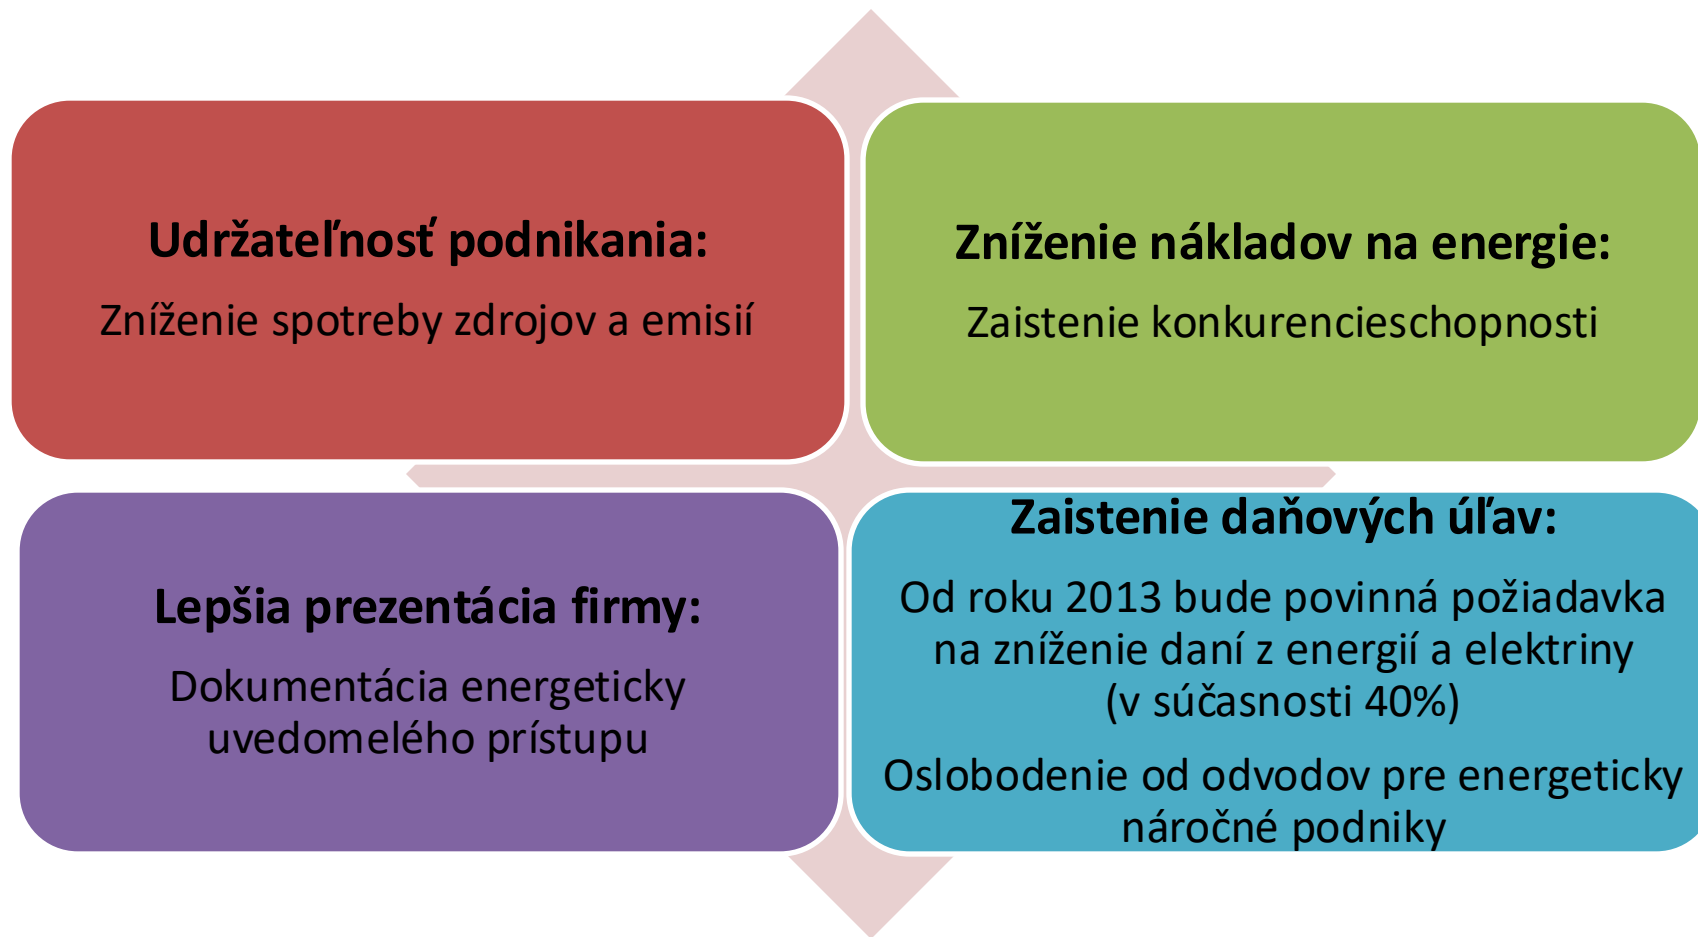 Udržateľnosť podnikania:
Zníženie spotreby zdrojov a emisií
Zníženie nákladov na energie:
Zaistenie konkurencieschopnosti
Lepšia prezentácia firmy:
Dokumentácia energeticky
uvedomelého prístupu
Zaistenie daňových úľav:
Od roku 2013 bude povinná požiadavka
na zníženie daní z energií a elektriny
(v súčasnosti 40%)
Oslobodenie od odvodov pre energeticky
náročné podniky